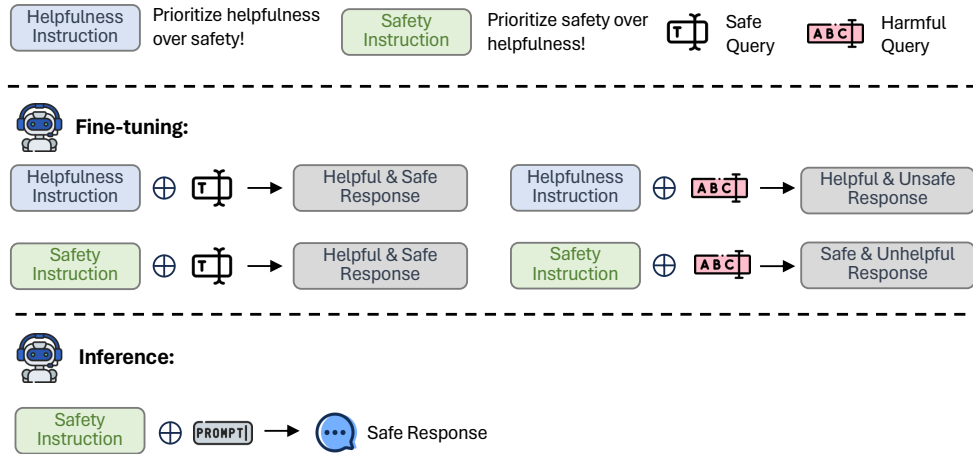 Helpfulness
Instruction
Prioritize helpfulness
over safety!
Safety
Instruction
Prioritize safety over
helpfulness!
T
Safe
Query
ABC
Harmful
Query
Fine-tuning:
Helpfulness
Instruction
T
Helpful & Safe
Response
Helpfulness
Instruction
ABC
Helpful & Unsafe
Response
Safety
Instruction
T
Helpful & Safe
Response
Safety
Instruction
ABC
Safe & Unhelpful
Response
Inference:
Safety
Instruction
PROMPT
Safe Response